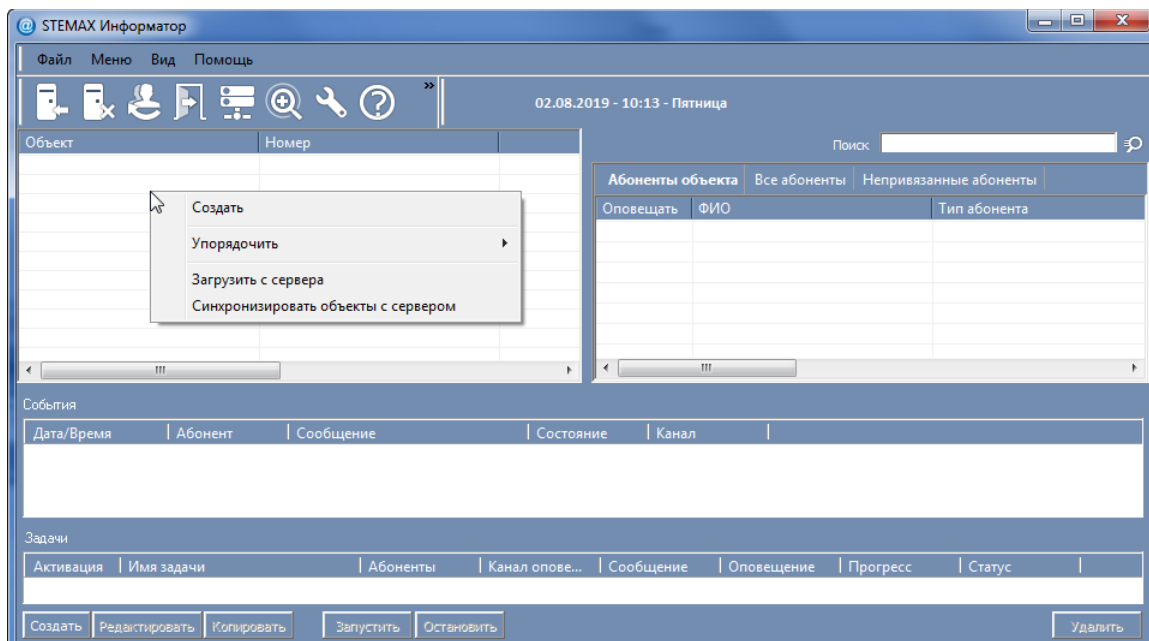 STEMAX Информатор
Файл Меню Вид Помощь
02.08.2019 - 10:13 - Пятница
Объект Номер
Поиск
Абоненты объекта Все абоненты Непривязанные абоненты
Оповещать ФИО Тип абонента
Создать
Упорядочить
Загрузить с сервера
Синхронизировать объекты с сервером
События
Дата/Время Абонент Сообщение Состояние Канал
Задачи
Активация Имя задачи Абоненты Канал опове... Сообщение Оповещение Прогресс Статус
Создать Редактировать Копировать Запустить Остановить Удалить